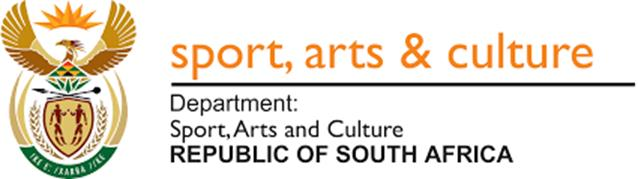 sport, arts & culture
Department:
Sport, Arts and Culture
REPUBLIC OF SOUTH AFRICA